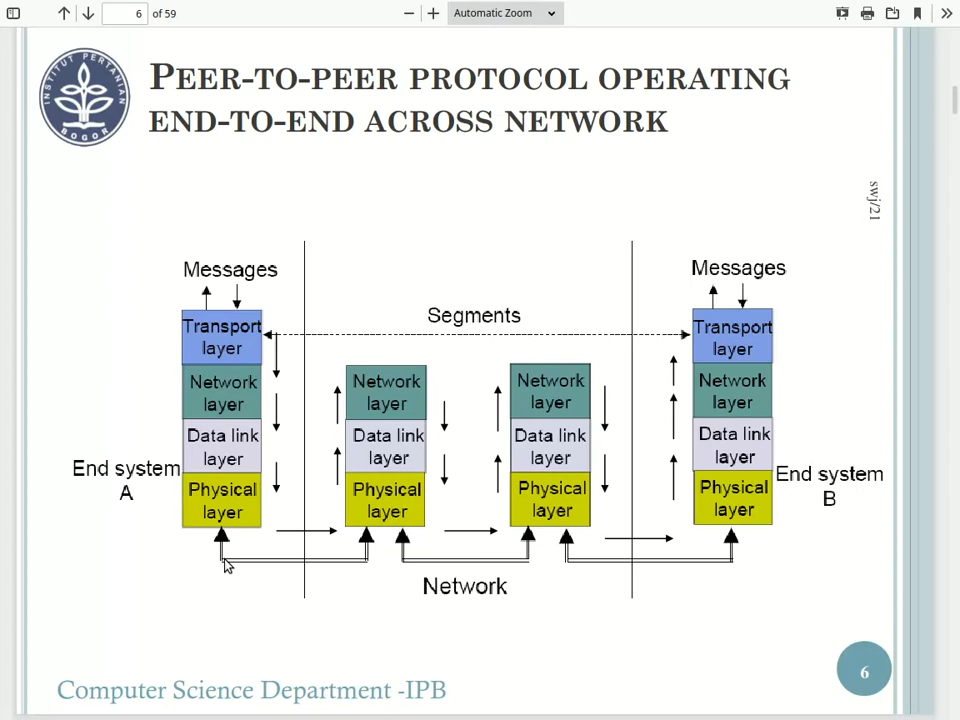 6 of 59
Automatic Zoom
INSTITUT PERTANIAN
BOGOR
PEER-TO-PEER PROTOCOL OPERATING
END-TO-END ACROSS NETWORK
swj/21
Messages
Messages
Segments
Transport
layer
Transport
layer
Network
layer
Network
layer
Network
layer
Network
layer
Data link
layer
Data link
layer
Data link
layer
Data link
layer
End system
A
End system
B
Physical
layer
Physical
layer
Physical
layer
Physical
layer
Network
6
Computer Science Department -IPB